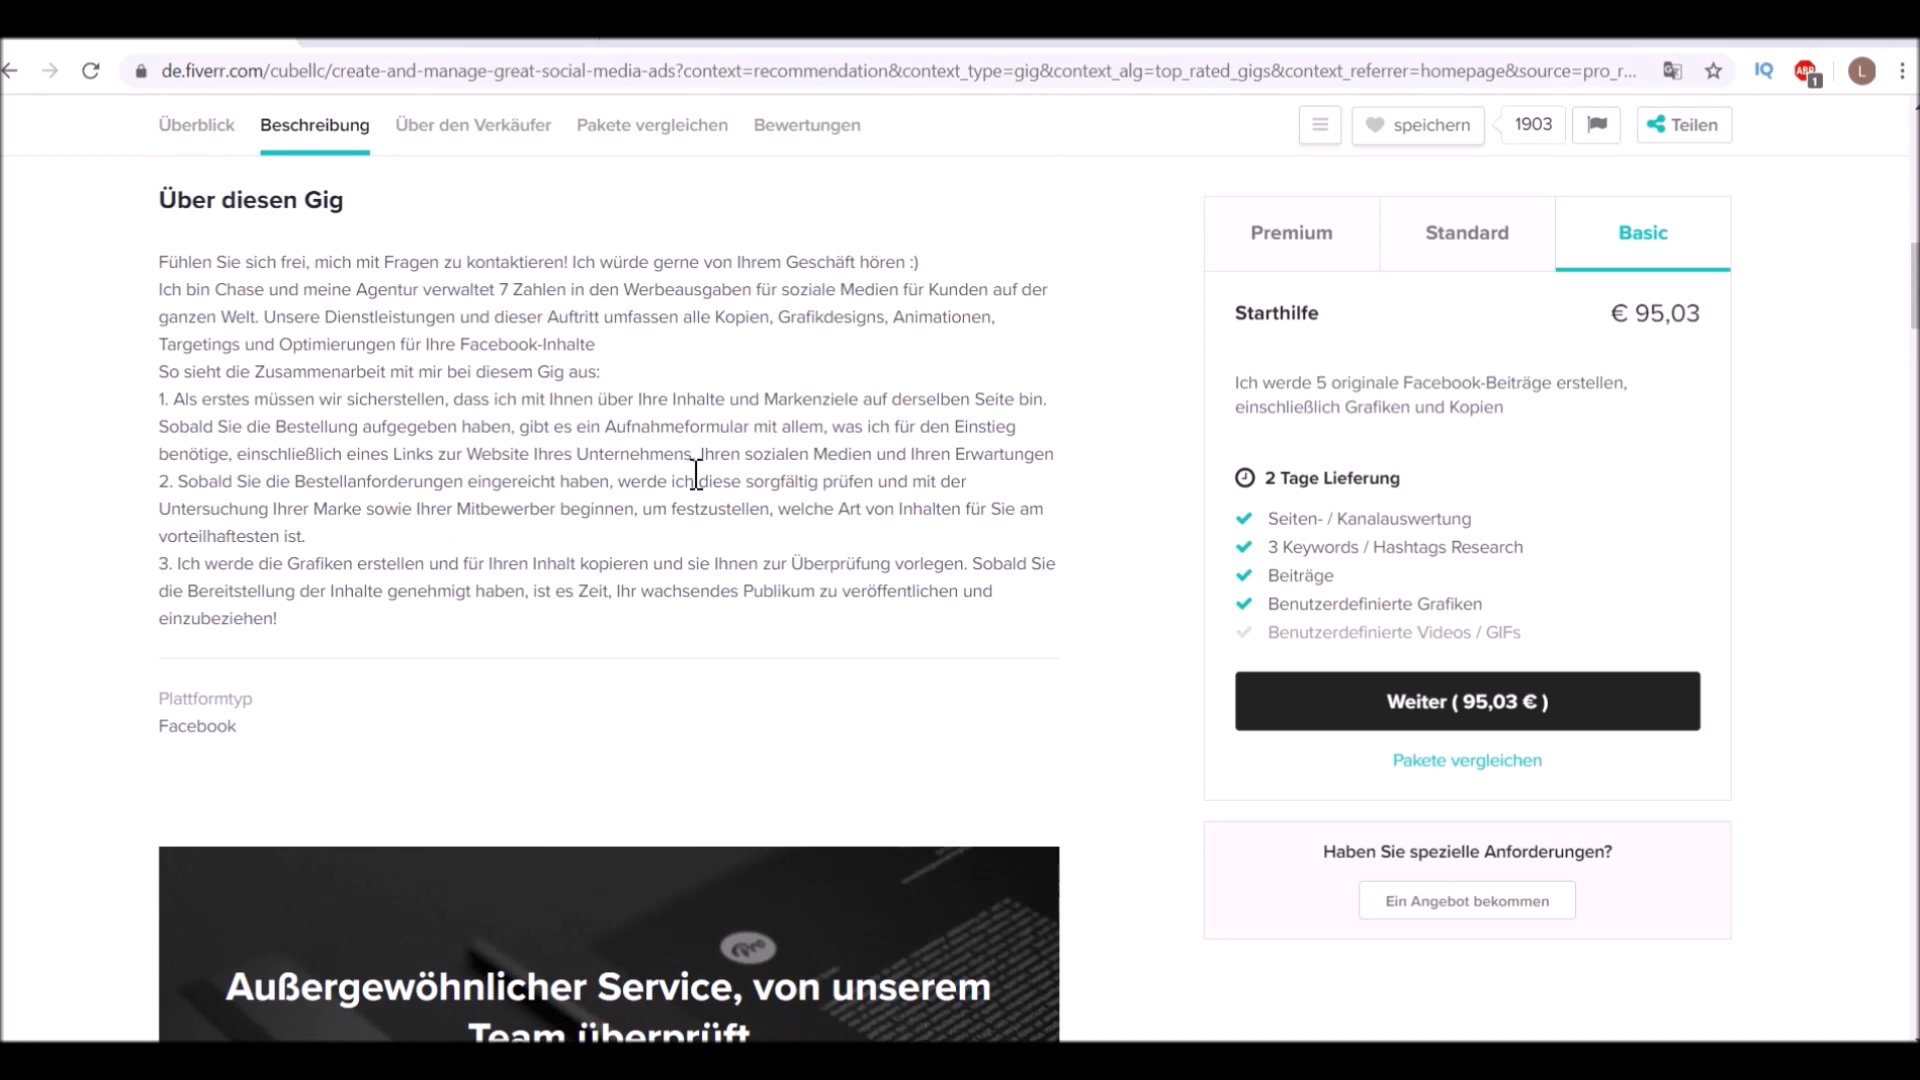 de.fiverr.com/cubellc/create-and-manage-great-social-media-ads?context=recommendation&context_type=gig&context_alg=top_rated_gigs&context_referrer=homepage&source=pro_r...
IQ
ABP
1
L
Überblick
Beschreibung
Über den Verkäufer
Pakete vergleichen
Bewertungen
speichern
1903
Teilen
Über diesen Gig
Fühlen Sie sich frei, mich mit Fragen zu kontaktieren! Ich würde gerne von Ihrem Geschäft hören :)
Ich bin Chase und meine Agentur verwaltet 7 Zahlen in den Werbeausgaben für soziale Medien für Kunden auf der
ganzen Welt. Unsere Dienstleistungen und dieser Auftritt umfassen alle Kopien, Grafikdesigns, Animationen,
Targetings und Optimierungen für Ihre Facebook-Inhalte
So sieht die Zusammenarbeit mit mir bei diesem Gig aus:
1. Als erstes müssen wir sicherstellen, dass ich mit Ihnen über Ihre Inhalte und Markenziele auf derselben Seite bin.
Sobald Sie die Bestellung aufgegeben haben, gibt es ein Aufnahmeformular mit allem, was ich für den Einstieg
benötige, einschließlich eines Links zur Website Ihres Unternehmens, Ihren sozialen Medien und Ihren Erwartungen
2. Sobald Sie die Bestellanforderungen eingereicht haben, werde ich diese sorgfältig prüfen und mit der
Untersuchung Ihrer Marke sowie Ihrer Mitbewerber beginnen, um festzustellen, welche Art von Inhalten für Sie am
vorteilhaftesten ist.
3. Ich werde die Grafiken erstellen und für Ihren Inhalt kopieren und sie Ihnen zur Überprüfung vorlegen. Sobald Sie
die Bereitstellung der Inhalte genehmigt haben, ist es Zeit, Ihr wachsendes Publikum zu veröffentlichen und
einzubeziehen!
Plattformtyp
Facebook
pro
Außergewöhnlicher Service, von unserem
Team überprüft
Premium
Standard
Basic
Starthilfe
€ 95,03
Ich werde 5 originale Facebook-Beiträge erstellen,
einschließlich Grafiken und Kopien
2 Tage Lieferung
Seiten- / Kanalauswertung
3 Keywords / Hashtags Research
Beiträge
Benutzerdefinierte Grafiken
Benutzerdefinierte Videos / GIFs
Weiter ( 95,03 € )
Pakete vergleichen
Haben Sie spezielle Anforderungen?
Ein Angebot bekommen